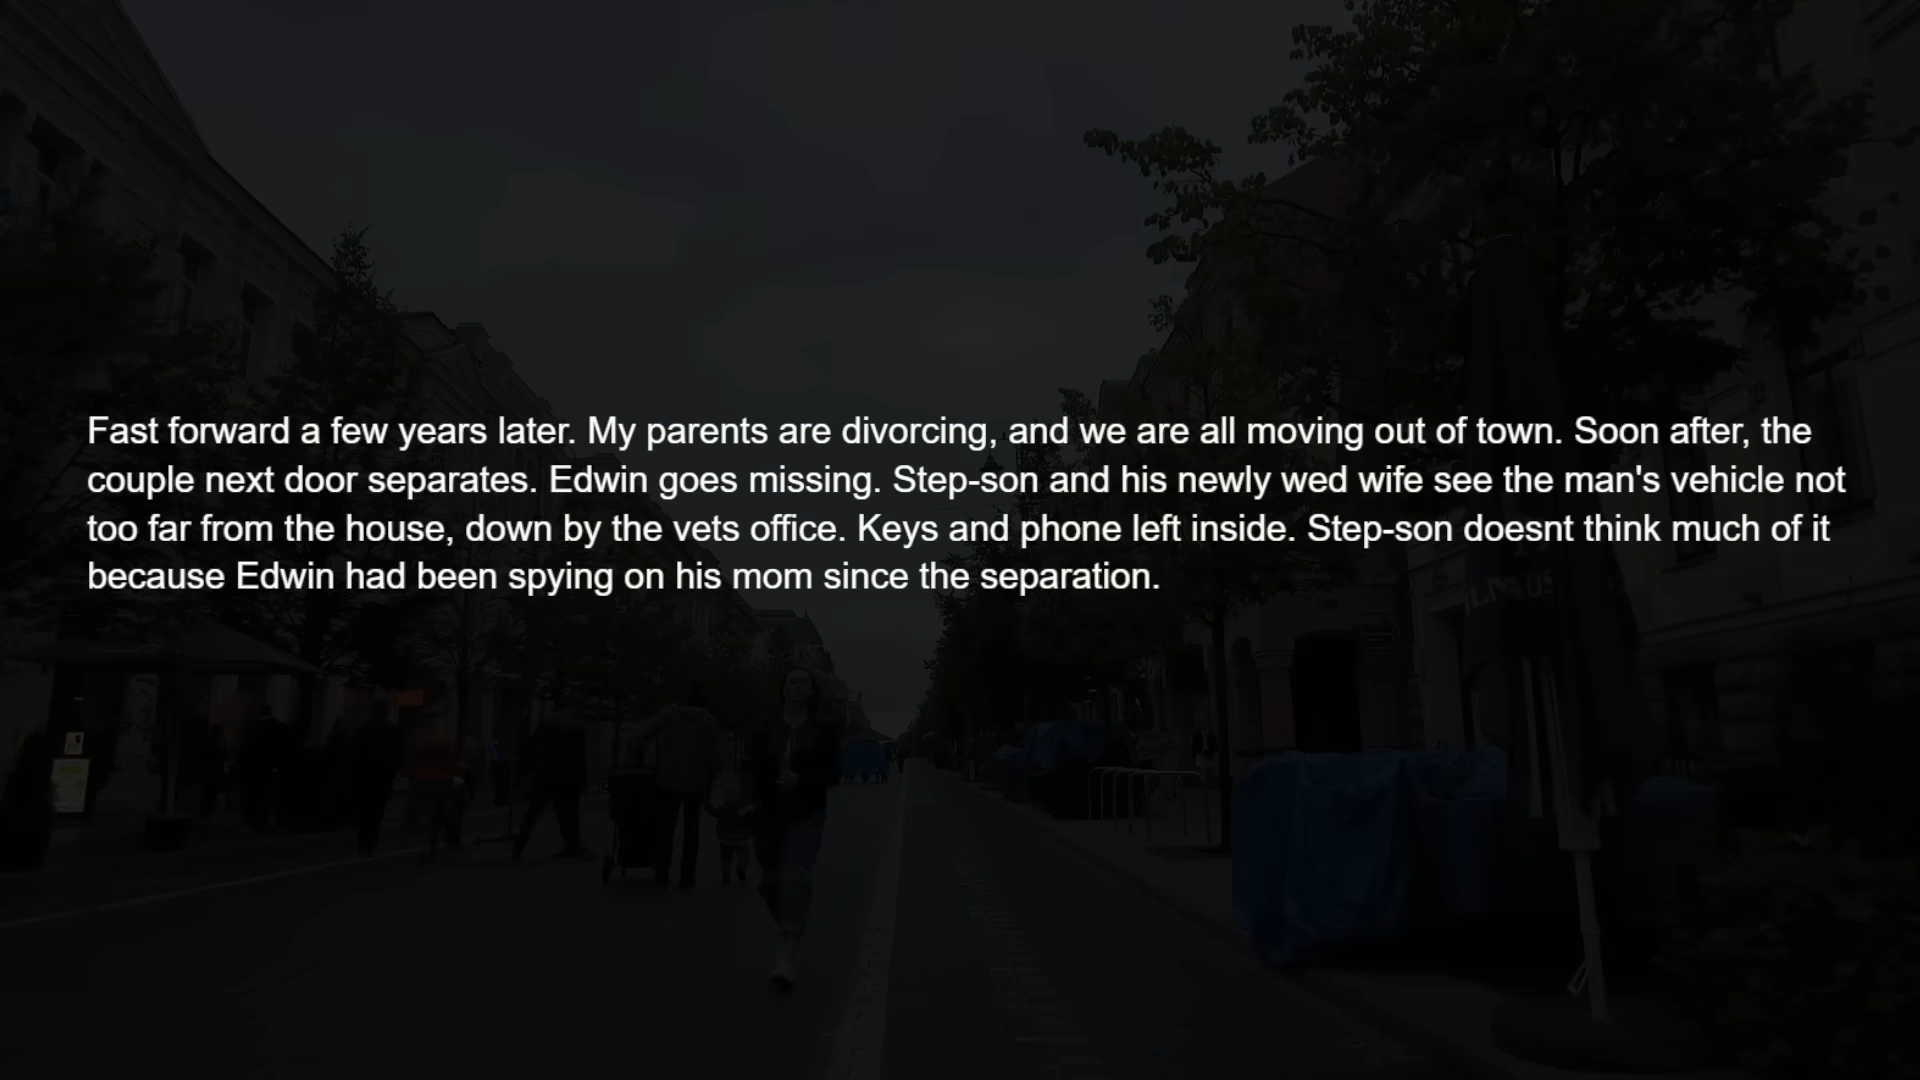 Fast forward a few years later. My parents are divorcing, and we are all moving out of town. Soon after, the
couple next door separates. Edwin goes missing. Step-son and his newly wed wife see the man's vehicle not
too far from the house, down by the vets office. Keys and phone left inside. Step-son doesnt think much of it
because Edwin had been spying on his mom since the separation.